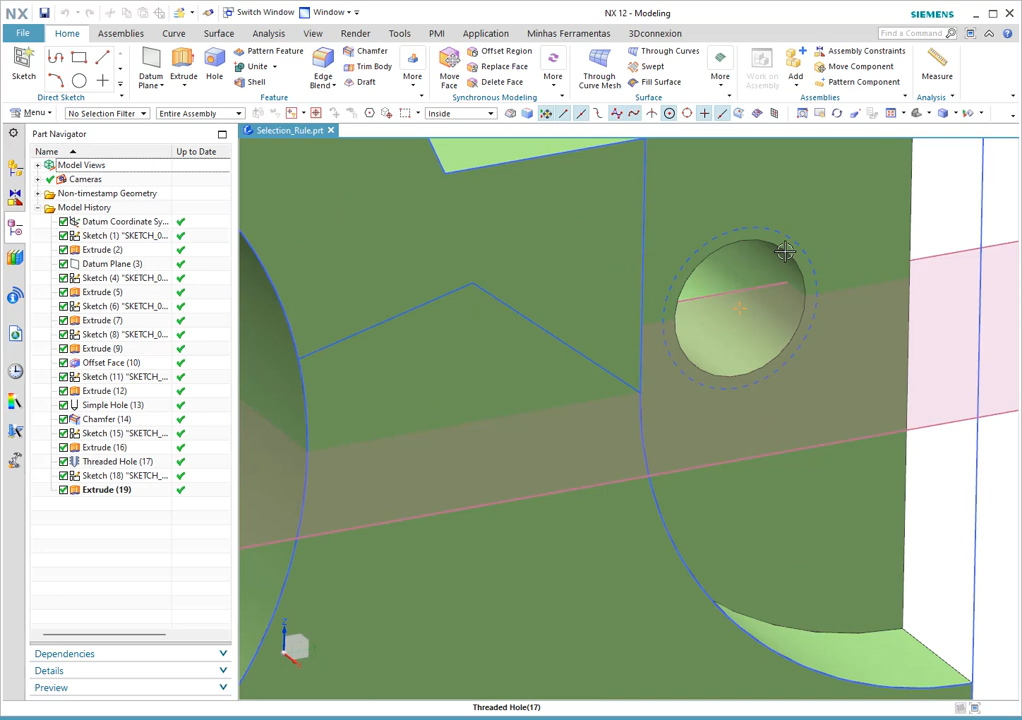 NX
Switch Window
Window
NX 12 - Modeling
SIEMENS
File
Home
Assemblies
Curve
Surface
Analysis
View
Render
Tools
PMI
Application
Minhas Ferramentas
3Dconnexion
Find a Command
Sketch
Direct Sketch
Datum Plane
Extrude
Hole
Pattern Feature
Unite
Shell
Edge Blend
Chamfer
Trim Body
Draft
More
Feature
Move Face
Offset Region
Replace Face
Delete Face
More
Synchronous Modeling
Through Curve Mesh
Through Curves
Swept
Fill Surface
More
Surface
Work on Assembly
Add
Assembly Constraints
Move Component
Pattern Component
Assemblies
Measure
Analysis
Menu
No Selection Filter
Entire Assembly
Inside
Part Navigator
Selection_Rule.prt
Name
Up to Date
Model Views
Cameras
Non-timestamp Geometry
Model History
Datum Coordinate Sy...
Sketch (1) "SKETCH_0...
Extrude (2)
Datum Plane (3)
Sketch (4) "SKETCH_0...
Extrude (5)
Sketch (6) "SKETCH_0...
Extrude (7)
Sketch (8) "SKETCH_0...
Extrude (9)
Offset Face (10)
Sketch (11) "SKETCH_...
Extrude (12)
Simple Hole (13)
Chamfer (14)
Sketch (15) "SKETCH_...
Extrude (16)
Threaded Hole (17)
Sketch (18) "SKETCH_...
Extrude (19)
Dependencies
Details
Preview
Z
Threaded Hole(17)